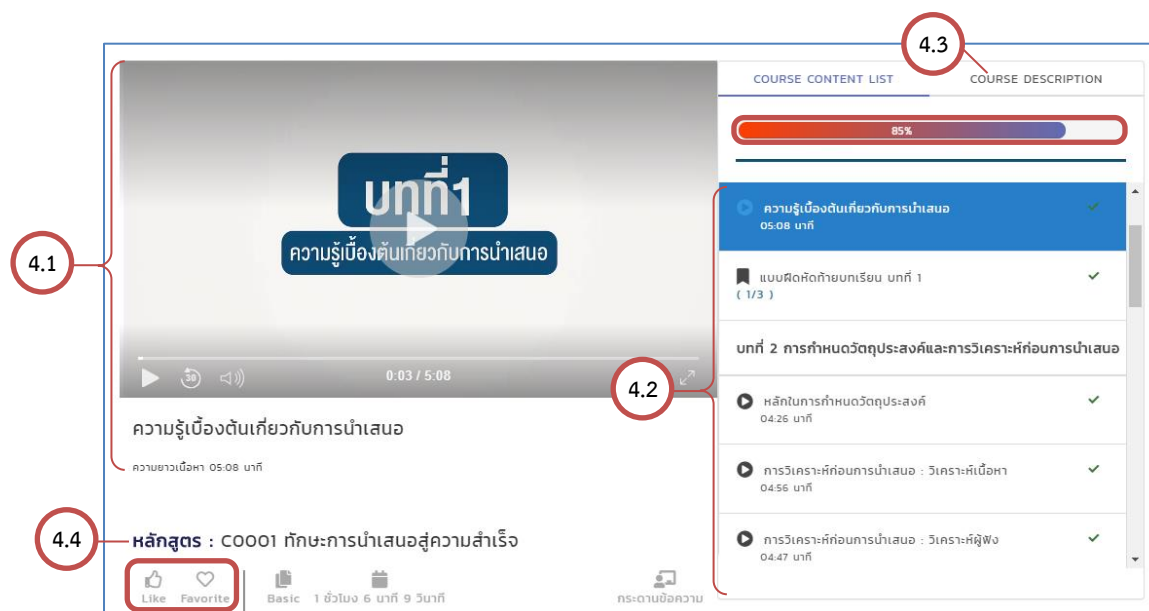 4.3
COURSE CONTENT LIST
COURSE DESCRIPTION
85%
บทที่1
ความรู้เบื้องต้นเกี่ยวกับการนำเสนอ
30
0:03 / 5:08
4.1
ความรู้เบื้องต้นเกี่ยวกับการนำเสนอ
ความยาวเนื้อหา 05:08 นาที
4.2
ความรู้เบื้องต้นเกี่ยวกับการนำเสนอ
05:08 นาที
แบบฝึกหัดท้ายบทเรียน บทที่ 1
( 1/3 )
บทที่ 2 การกำหนดวัตถุประสงค์และการวิเคราะห์ก่อนการนำเสนอ
หลักในการกำหนดวัตถุประสงค์
04:26 นาที
การวิเคราะห์ก่อนการนำเสนอ : วิเคราะห์เนื้อหา
04:56 นาที
การวิเคราะห์ก่อนการนำเสนอ : วิเคราะห์ผู้ฟัง
04:47 นาที
4.4
หลักสูตร : C0001 ทักษะการนำเสนอสู่ความสำเร็จ
Like Favorite Basic 1 ชั่วโมง 6 นาที 9 วินาที กระดานข้อความ